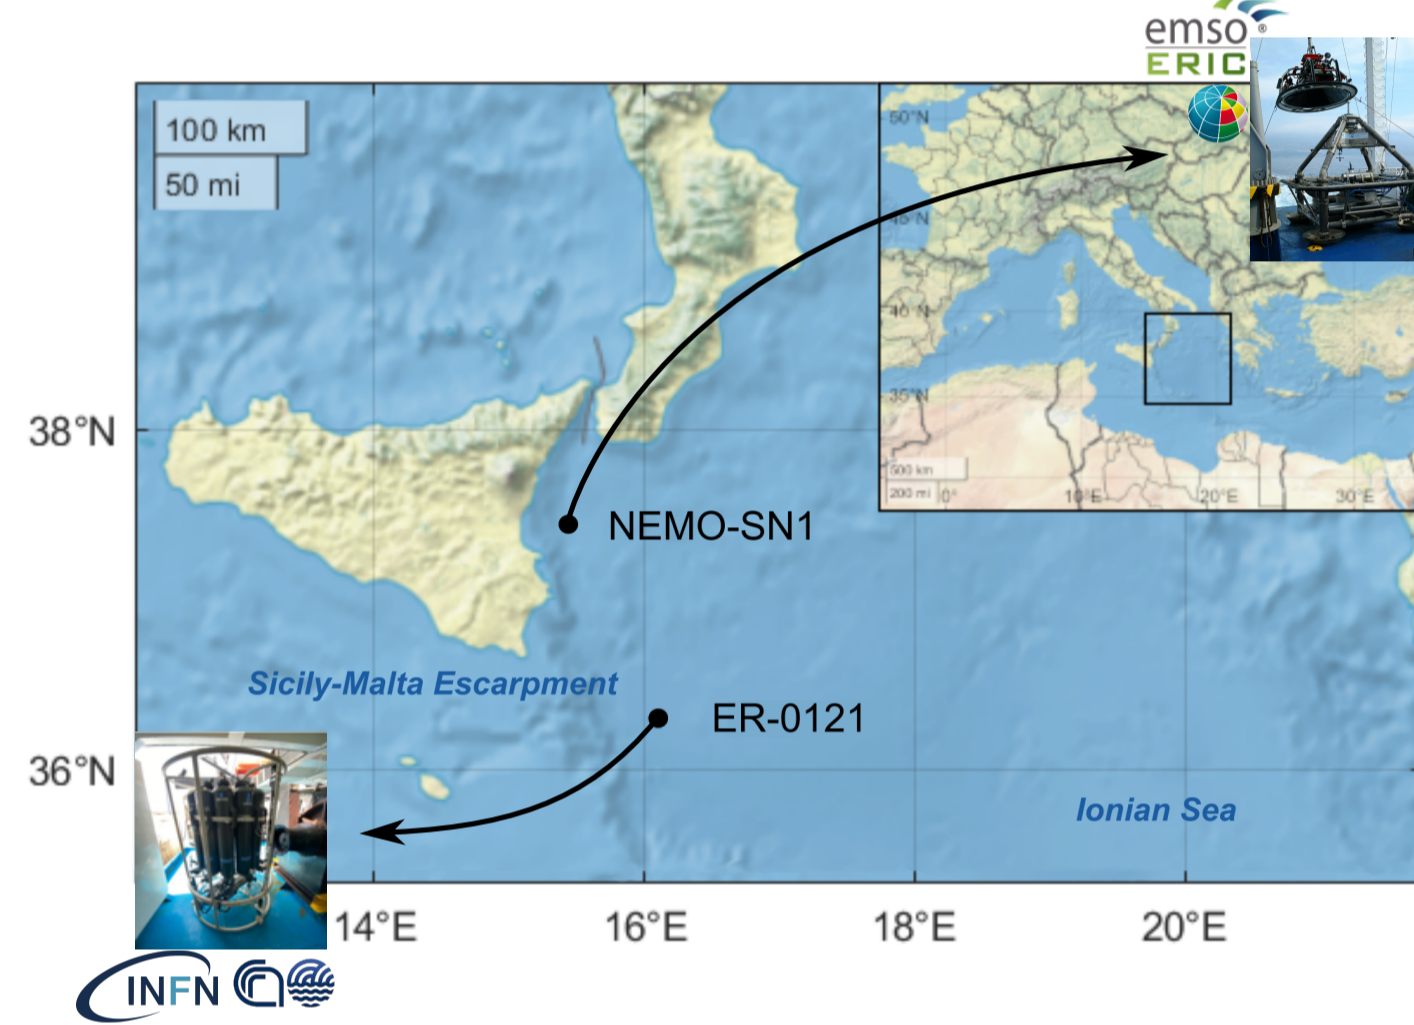 emso
®
ERIC
100 km
50 mi
50°N
45°N
40°N
35°N
500 km
200 mi
0°
10°E
20°E
30°E
38°N
NEMO-SN1
Sicily-Malta Escarpment
ER-0121
36°N
Ionian Sea
14°E
16°E
18°E
20°E
INFN